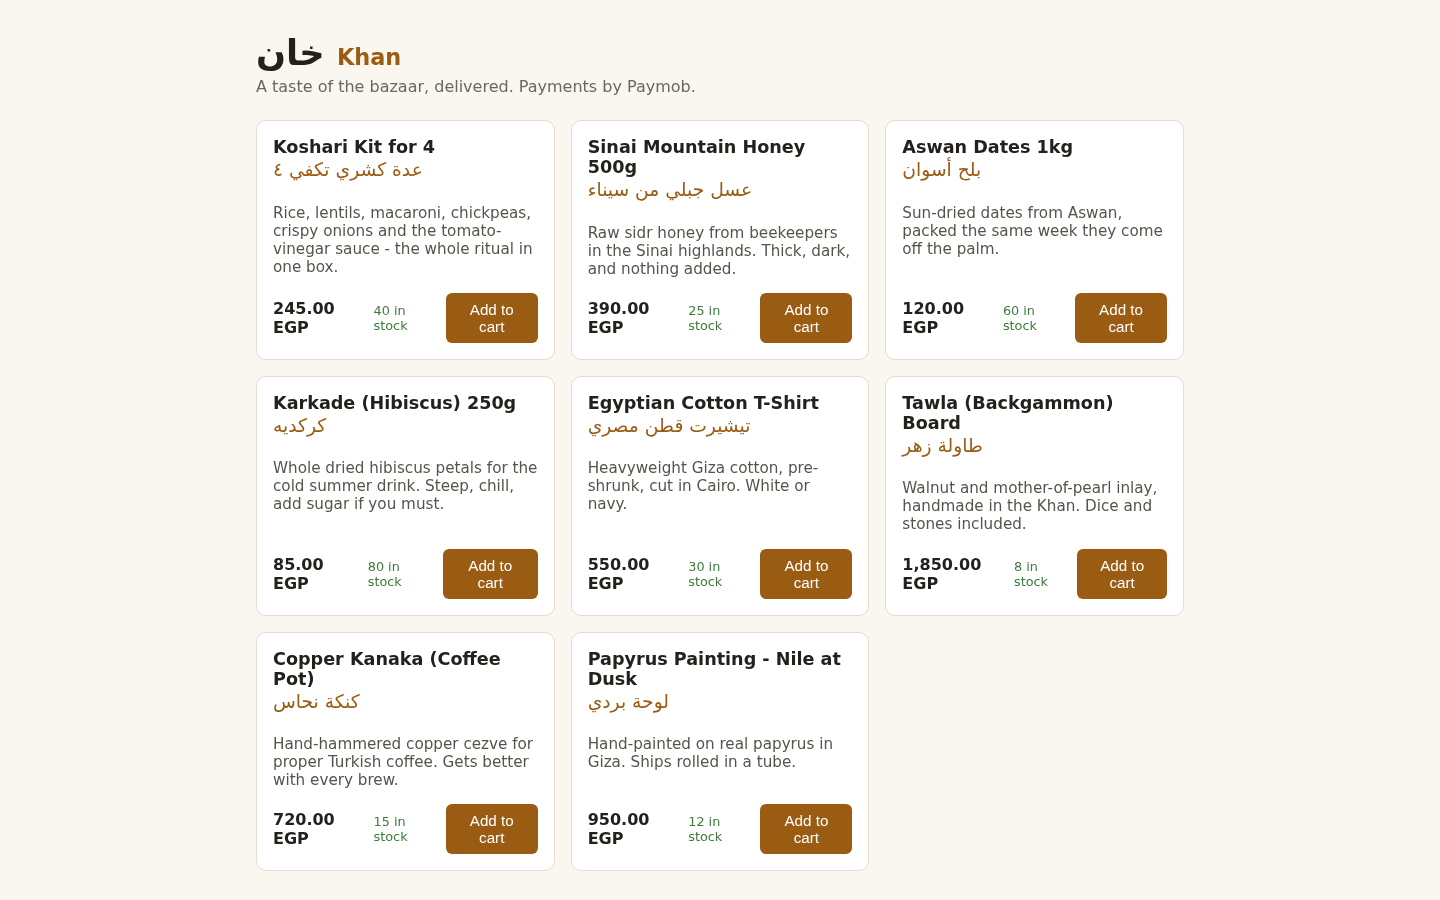 خان Khan
A taste of the bazaar, delivered. Payments by Paymob.
Koshari Kit for 4
عدة كشري تكفي ٤
Rice, lentils, macaroni, chickpeas,
crispy onions and the tomato-
vinegar sauce - the whole ritual in
one box.
245.00
EGP
40 in
stock
Add to
cart
Sinai Mountain Honey
500g
عسل جبلي من سيناء
Raw sidr honey from beekeepers
in the Sinai highlands. Thick, dark,
and nothing added.
390.00
EGP
25 in
stock
Add to
cart
Aswan Dates 1kg
بلح أسوان
Sun-dried dates from Aswan,
packed the same week they come
off the palm.
120.00
EGP
60 in
stock
Add to
cart
Karkade (Hibiscus) 250g
كركديه
Whole dried hibiscus petals for the
cold summer drink. Steep, chill,
add sugar if you must.
85.00
EGP
80 in
stock
Add to
cart
Egyptian Cotton T-Shirt
تيشيرت قطن مصري
Heavyweight Giza cotton, pre-
shrunk, cut in Cairo. White or
navy.
550.00
EGP
30 in
stock
Add to
cart
Tawla (Backgammon)
Board
طاولة زهر
Walnut and mother-of-pearl inlay,
handmade in the Khan. Dice and
stones included.
1,850.00
EGP
8 in
stock
Add to
cart
Copper Kanaka (Coffee
Pot)
كنكة نحاس
Hand-hammered copper cezve for
proper Turkish coffee. Gets better
with every brew.
720.00
EGP
15 in
stock
Add to
cart
Papyrus Painting - Nile at
Dusk
لوحة بردي
Hand-painted on real papyrus in
Giza. Ships rolled in a tube.
950.00
EGP
12 in
stock
Add to
cart